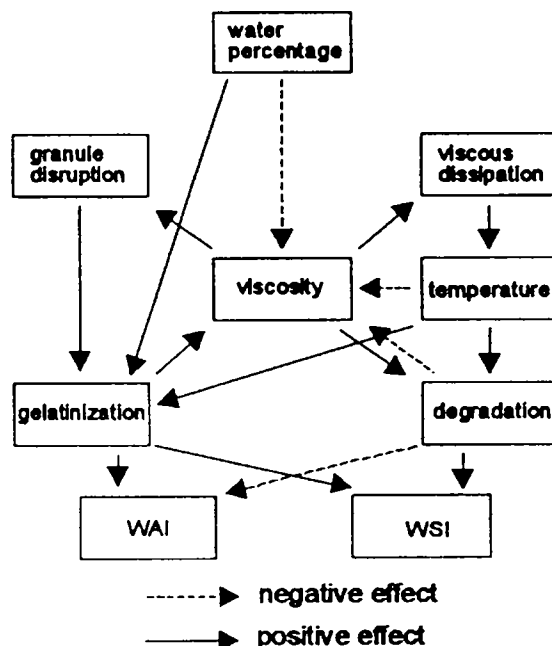 water
percentage
granule
disruption
viscous
dissipation
viscosity
temperature
gelatinization
degradation
WAI
WSI
negative effect
positive effect